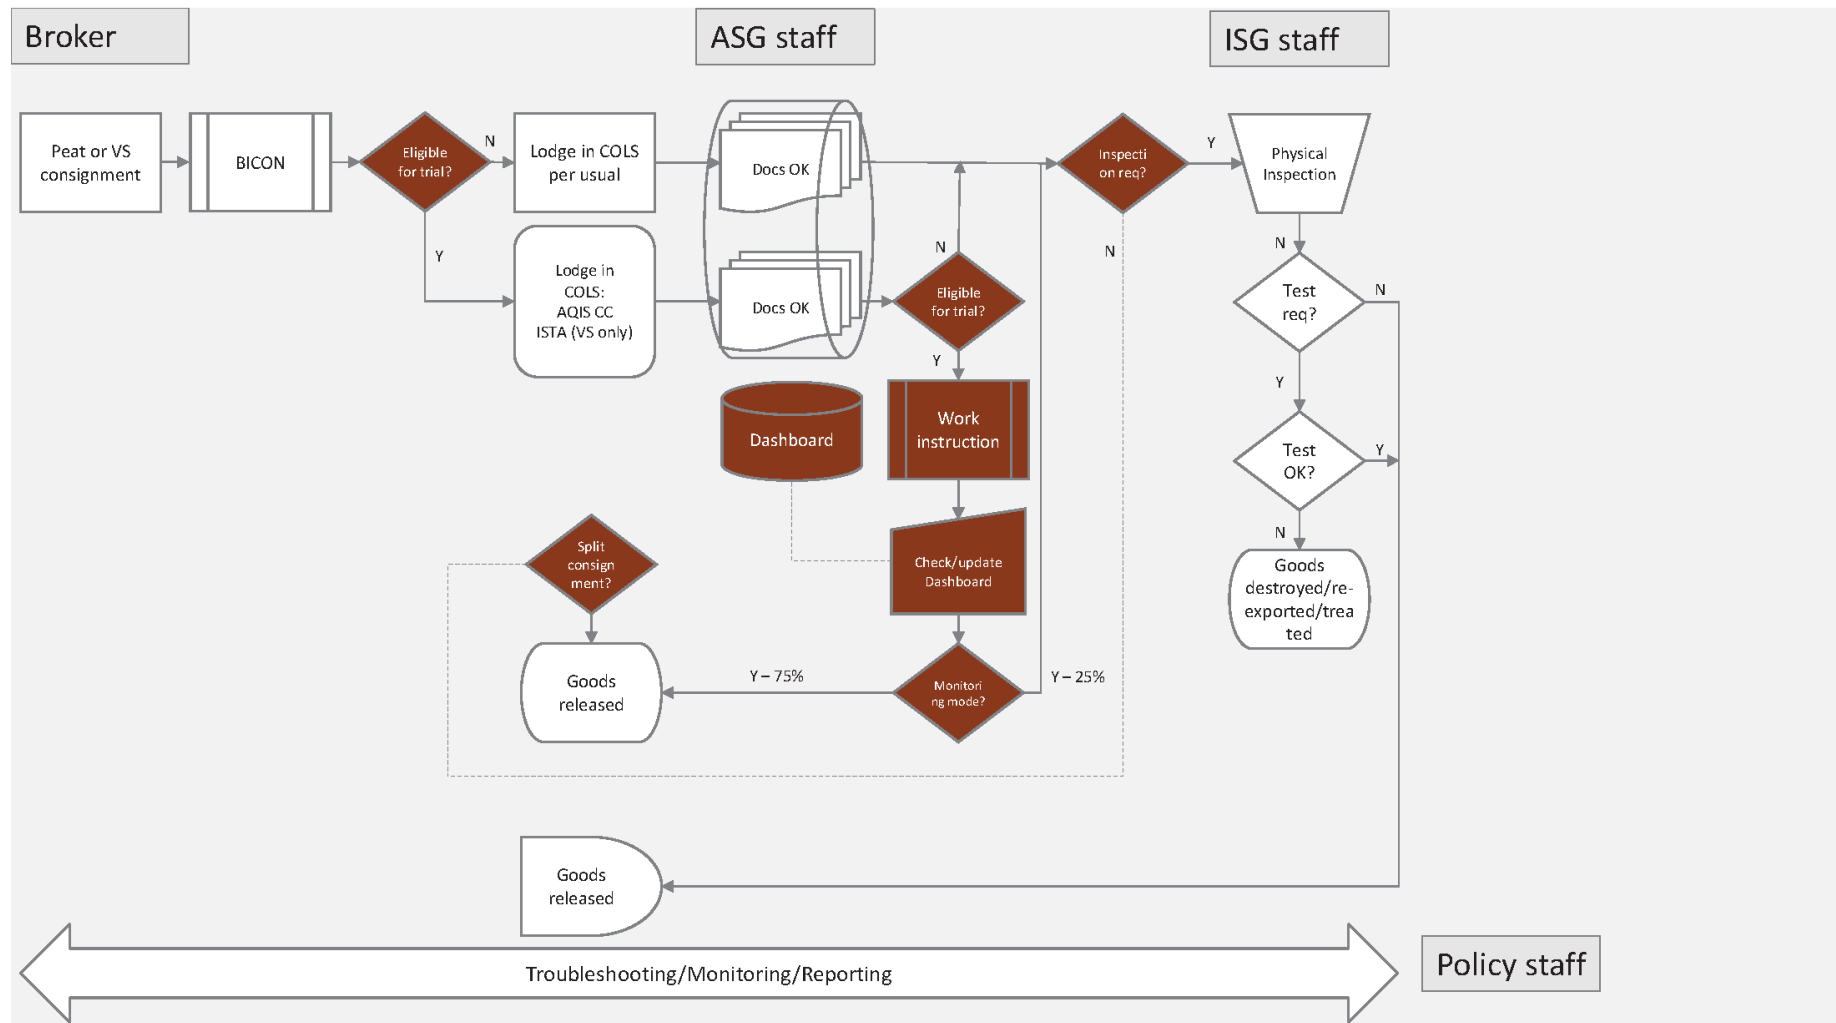 Broker
ASG staff
ISG staff
Peat or VS
consignment
BICON
Eligible
for trial?
N
Lodge in COLS
per usual
Docs OK
Inspecti
on req?
Y
Physical
Inspection
Y
Lodge in
COLS:
AQIS CC
ISTA (VS only)
Docs OK
N
Eligible
for trial?
N
N
Test
req?
N
Y
Dashboard
Work
instruction
Y
Test
OK?
Y
Split
consign
ment?
Check/update
Dashboard
N
Goods
destroyed/re-
exported/trea
ted
Goods
released
Y – 75%
Monitori
ng mode?
Y – 25%
Goods
released
Troubleshooting/Monitoring/Reporting
Policy staff